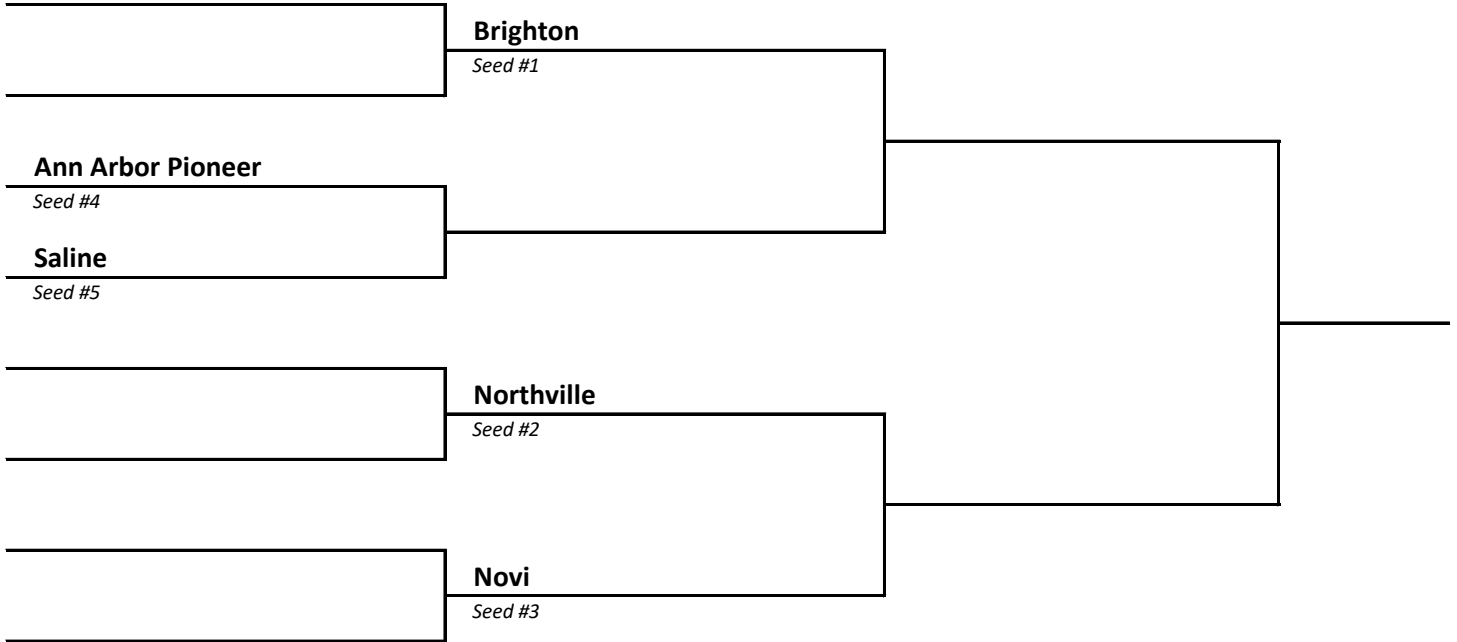 Brighton
Seed #1
Ann Arbor Pioneer
Seed #4
Saline
Seed #5
Northville
Seed #2
Novi
Seed #3